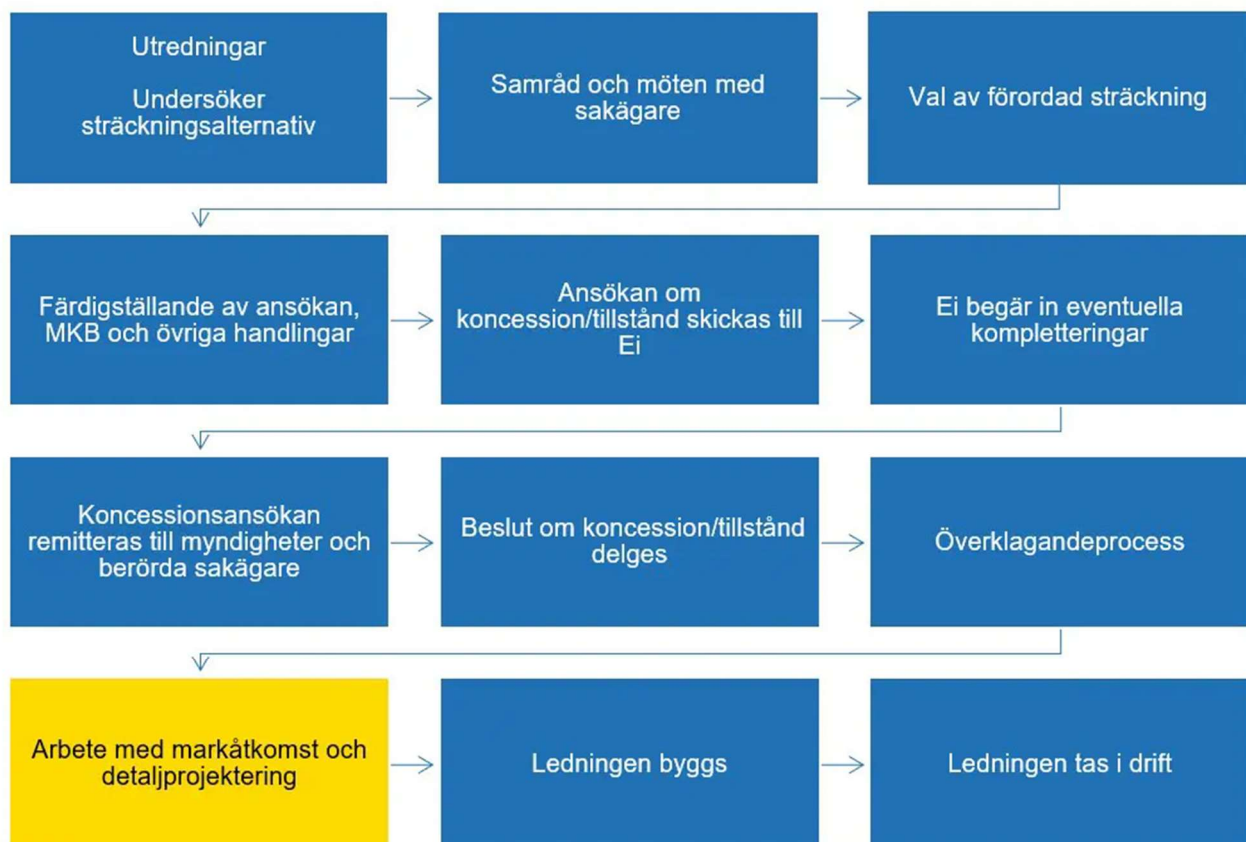 Utredningar
Undersöker
sträckningsalternativ
Samråd och möten med
sakägare
Val av förordad sträckning
Färdigställande av ansökan,
MKB och övriga handlingar
Ansökan om
koncession/tillstånd skickas till
Ei
Ei begär in eventuella
kompletteringar
Koncessionsansökan
remitteras till myndigheter och
berörda sakägare
Beslut om koncession/tillstånd
delges
Överklagandeprocess
Arbete med markåtkomst och
detaljprojektering
Ledningen byggs
Ledningen tas i drift